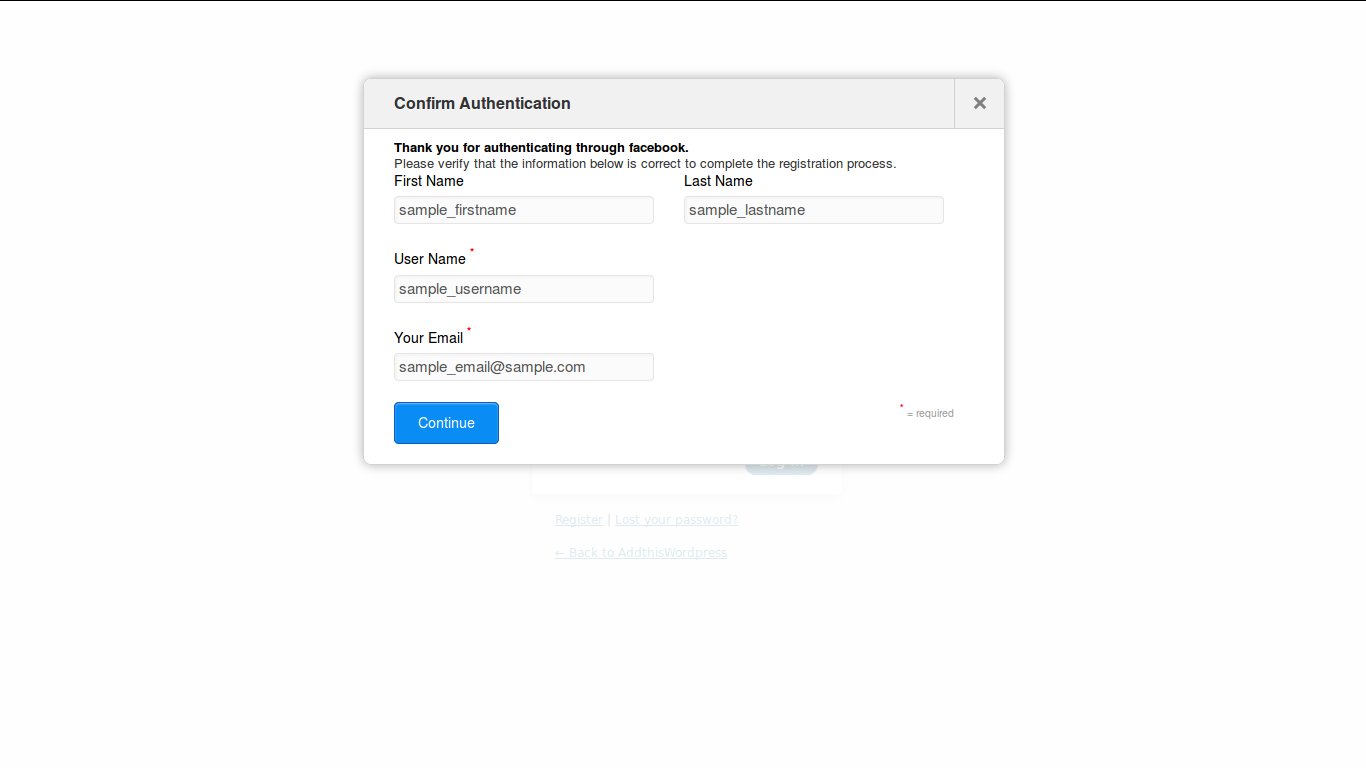 Confirm Authentication ×
Thank you for authenticating through facebook.
Please verify that the information below is correct to complete the registration process.
First Name Last Name
sample_firstname sample_lastname
User Name *
sample_username
Your Email *
sample_email@sample.com
Continue * = required
Register | Lost your password?
← Back to AddthisWordpress